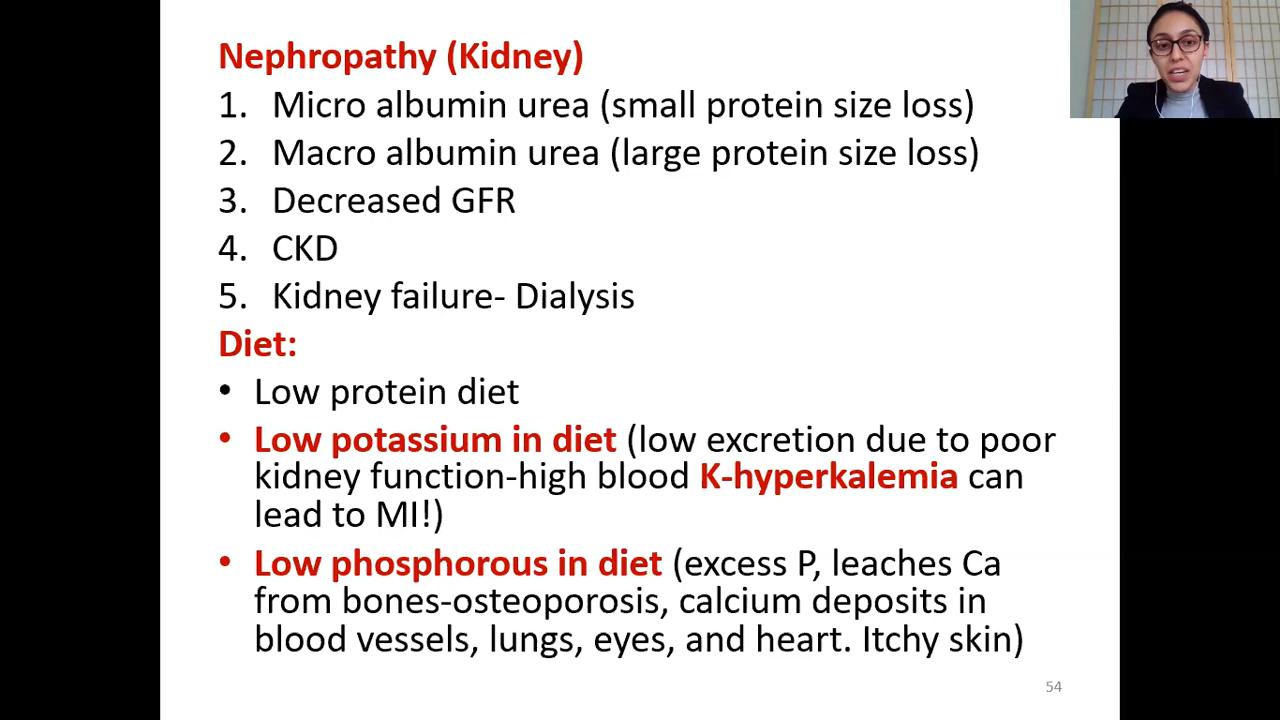 Nephropathy (Kidney)
1. Micro albumin urea (small protein size loss)
2. Macro albumin urea (large protein size loss)
3. Decreased GFR
4. CKD
5. Kidney failure- Dialysis
Diet:
• Low protein diet
• Low potassium in diet (low excretion due to poor
kidney function-high blood K-hyperkalemia can
lead to MI!)
• Low phosphorous in diet (excess P, leaches Ca
from bones-osteoporosis, calcium deposits in
blood vessels, lungs, eyes, and heart. Itchy skin)
54